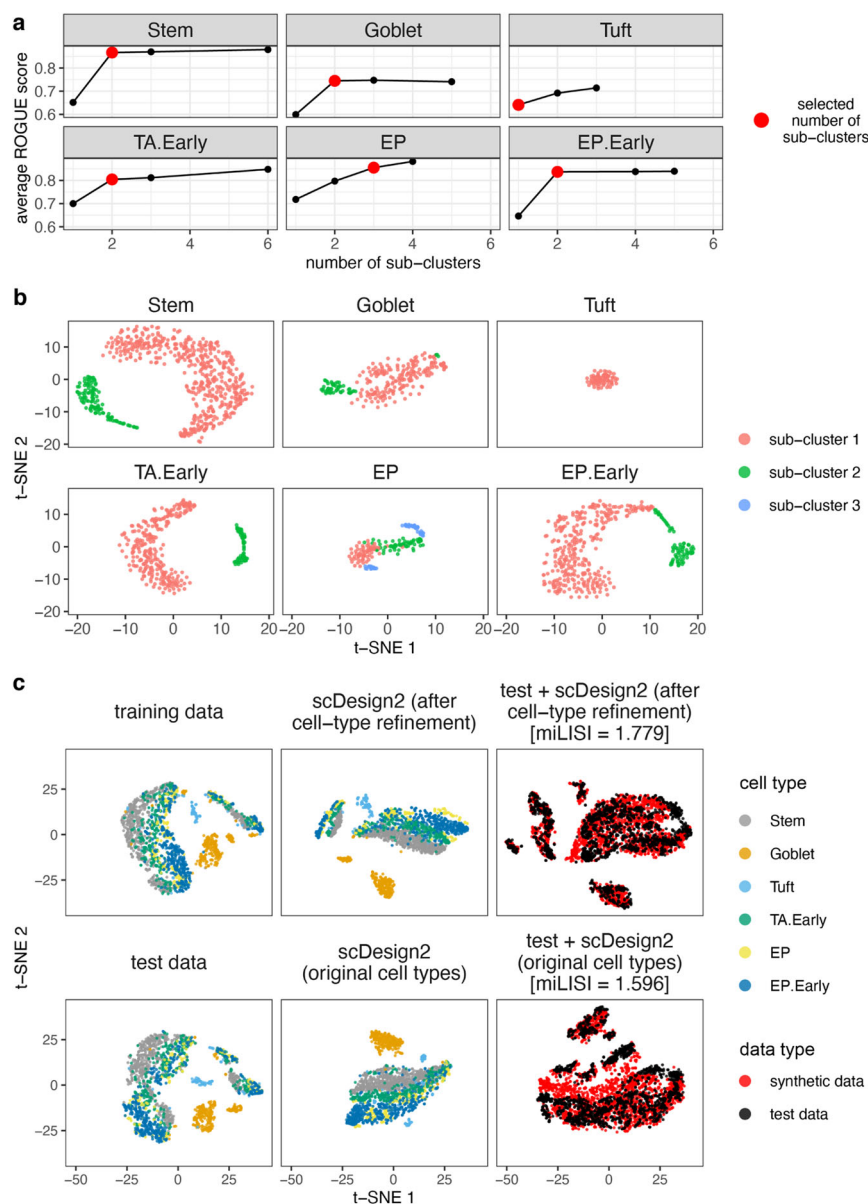 a
Stem
Goblet
Tuft
0.8
0.7
0.6
TA.Early
EP
EP.Early
0.8
0.7
0.6
2
4
6
2
4
6
2
4
6
average ROGUE score
number of sub-clusters
selected
number of
sub-clusters
b
Stem
Goblet
Tuft
10
0
−10
−20
TA.Early
EP
EP.Early
10
0
−10
−20
−20
−10
0
10
20
−20
−10
0
10
20
−20
−10
0
10
20
t−SNE 2
t−SNE 1
sub−cluster 1
sub−cluster 2
sub−cluster 3
c
training data
scDesign2 (after
cell−type refinement)
test + scDesign2 (after
cell−type refinement)
[miLISI = 1.779]
25
0
−25
test data
scDesign2
(original cell types)
test + scDesign2
(original cell types)
[miLISI = 1.596]
50
25
0
−25
−50
−50
−25
0
25
−50
−25
0
25
−50
−25
0
25
t−SNE 2
t−SNE 1
cell type
Stem
Goblet
Tuft
TA.Early
EP
EP.Early
data type
synthetic data
test data